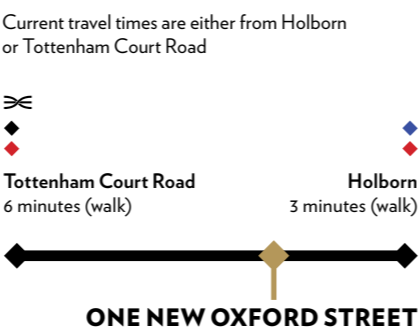 Current travel times are either from Holborn
or Tottenham Court Road
Tottenham Court Road
6 minutes (walk)
Holborn
3 minutes (walk)
ONE NEW OXFORD STREET